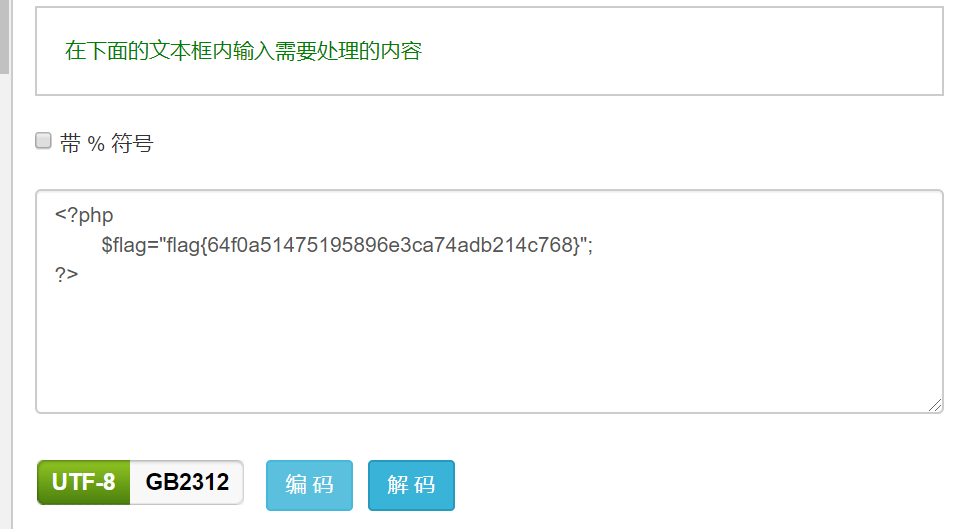 在下面的文本框内输入需要处理的内容
带 % 符号
<?php
$flag="flag{64f0a51475195896e3ca74adb214c768}";
?>
UTF-8 GB2312 编 码 解 码